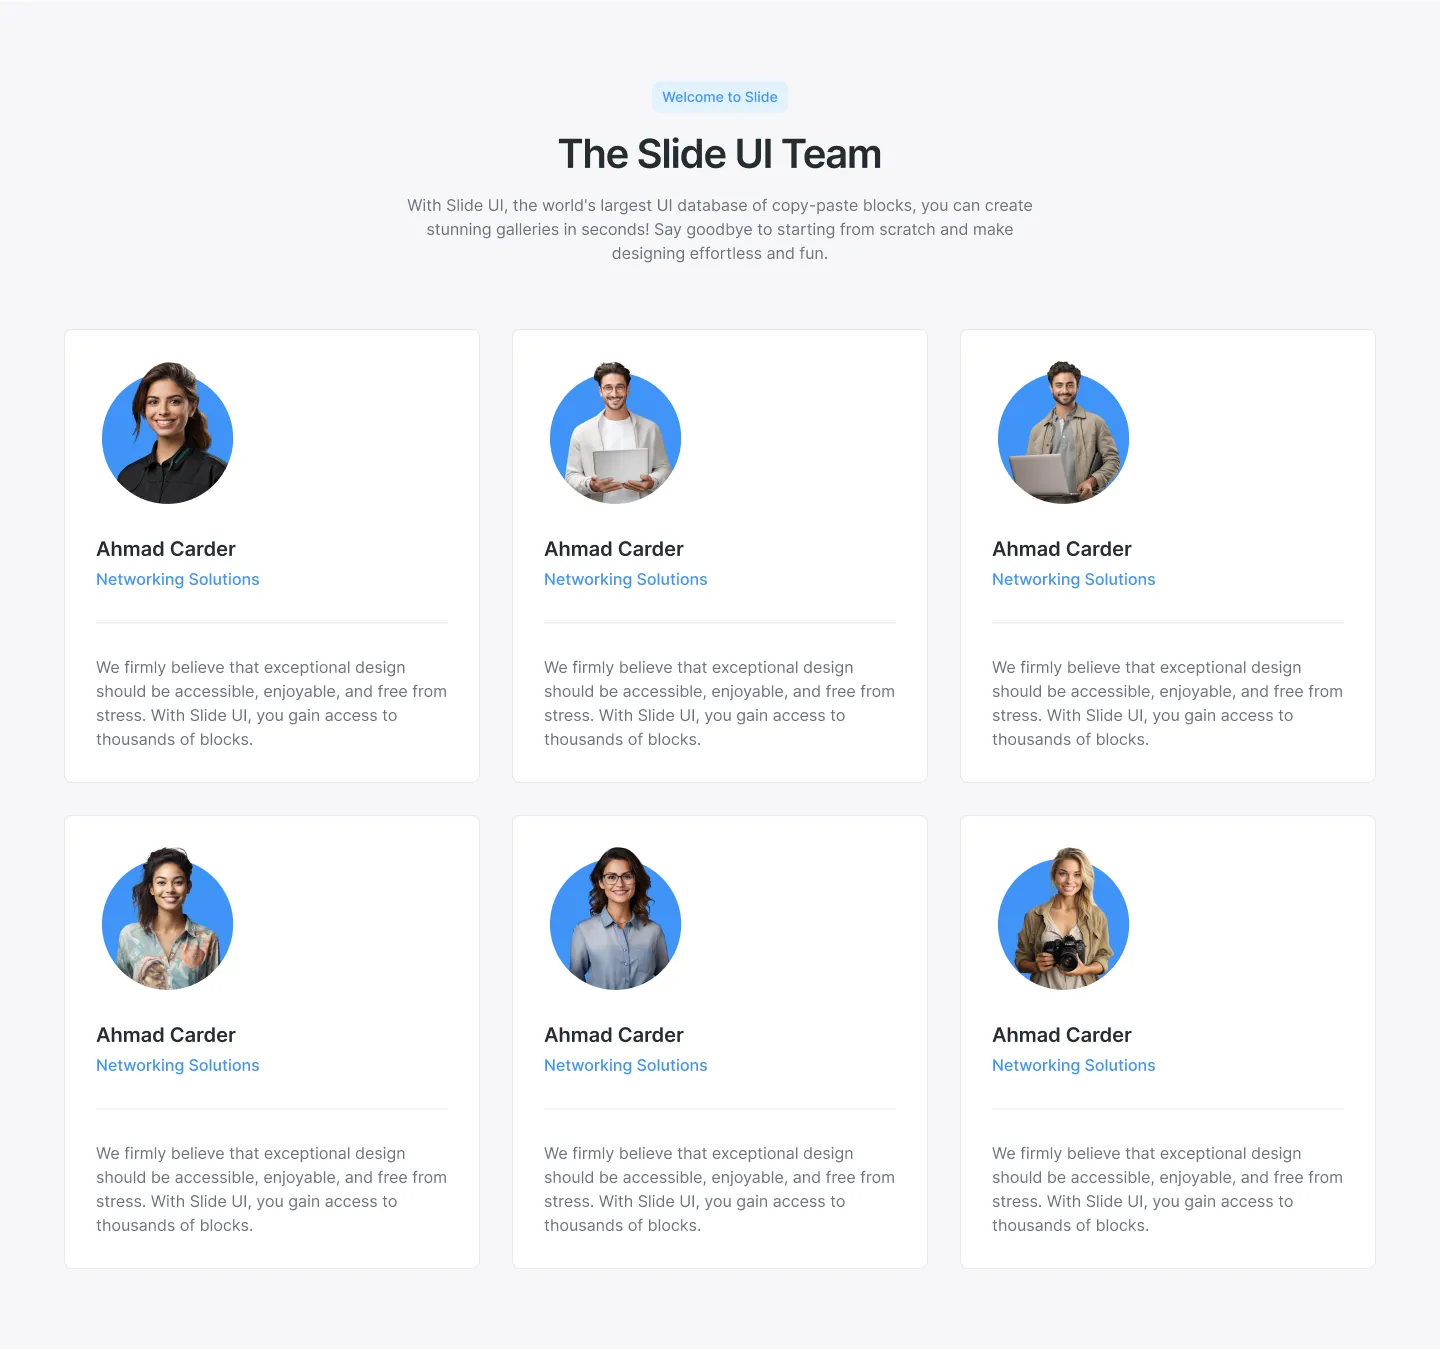 Welcome to Slide
The Slide UI Team
With Slide UI, the world's largest UI database of copy-paste blocks, you can create
stunning galleries in seconds! Say goodbye to starting from scratch and make
designing effortless and fun.
Ahmad Carder
Networking Solutions
We firmly believe that exceptional design
should be accessible, enjoyable, and free from
stress. With Slide UI, you gain access to
thousands of blocks.
Ahmad Carder
Networking Solutions
We firmly believe that exceptional design
should be accessible, enjoyable, and free from
stress. With Slide UI, you gain access to
thousands of blocks.
Ahmad Carder
Networking Solutions
We firmly believe that exceptional design
should be accessible, enjoyable, and free from
stress. With Slide UI, you gain access to
thousands of blocks.
Ahmad Carder
Networking Solutions
We firmly believe that exceptional design
should be accessible, enjoyable, and free from
stress. With Slide UI, you gain access to
thousands of blocks.
Ahmad Carder
Networking Solutions
We firmly believe that exceptional design
should be accessible, enjoyable, and free from
stress. With Slide UI, you gain access to
thousands of blocks.
Ahmad Carder
Networking Solutions
We firmly believe that exceptional design
should be accessible, enjoyable, and free from
stress. With Slide UI, you gain access to
thousands of blocks.